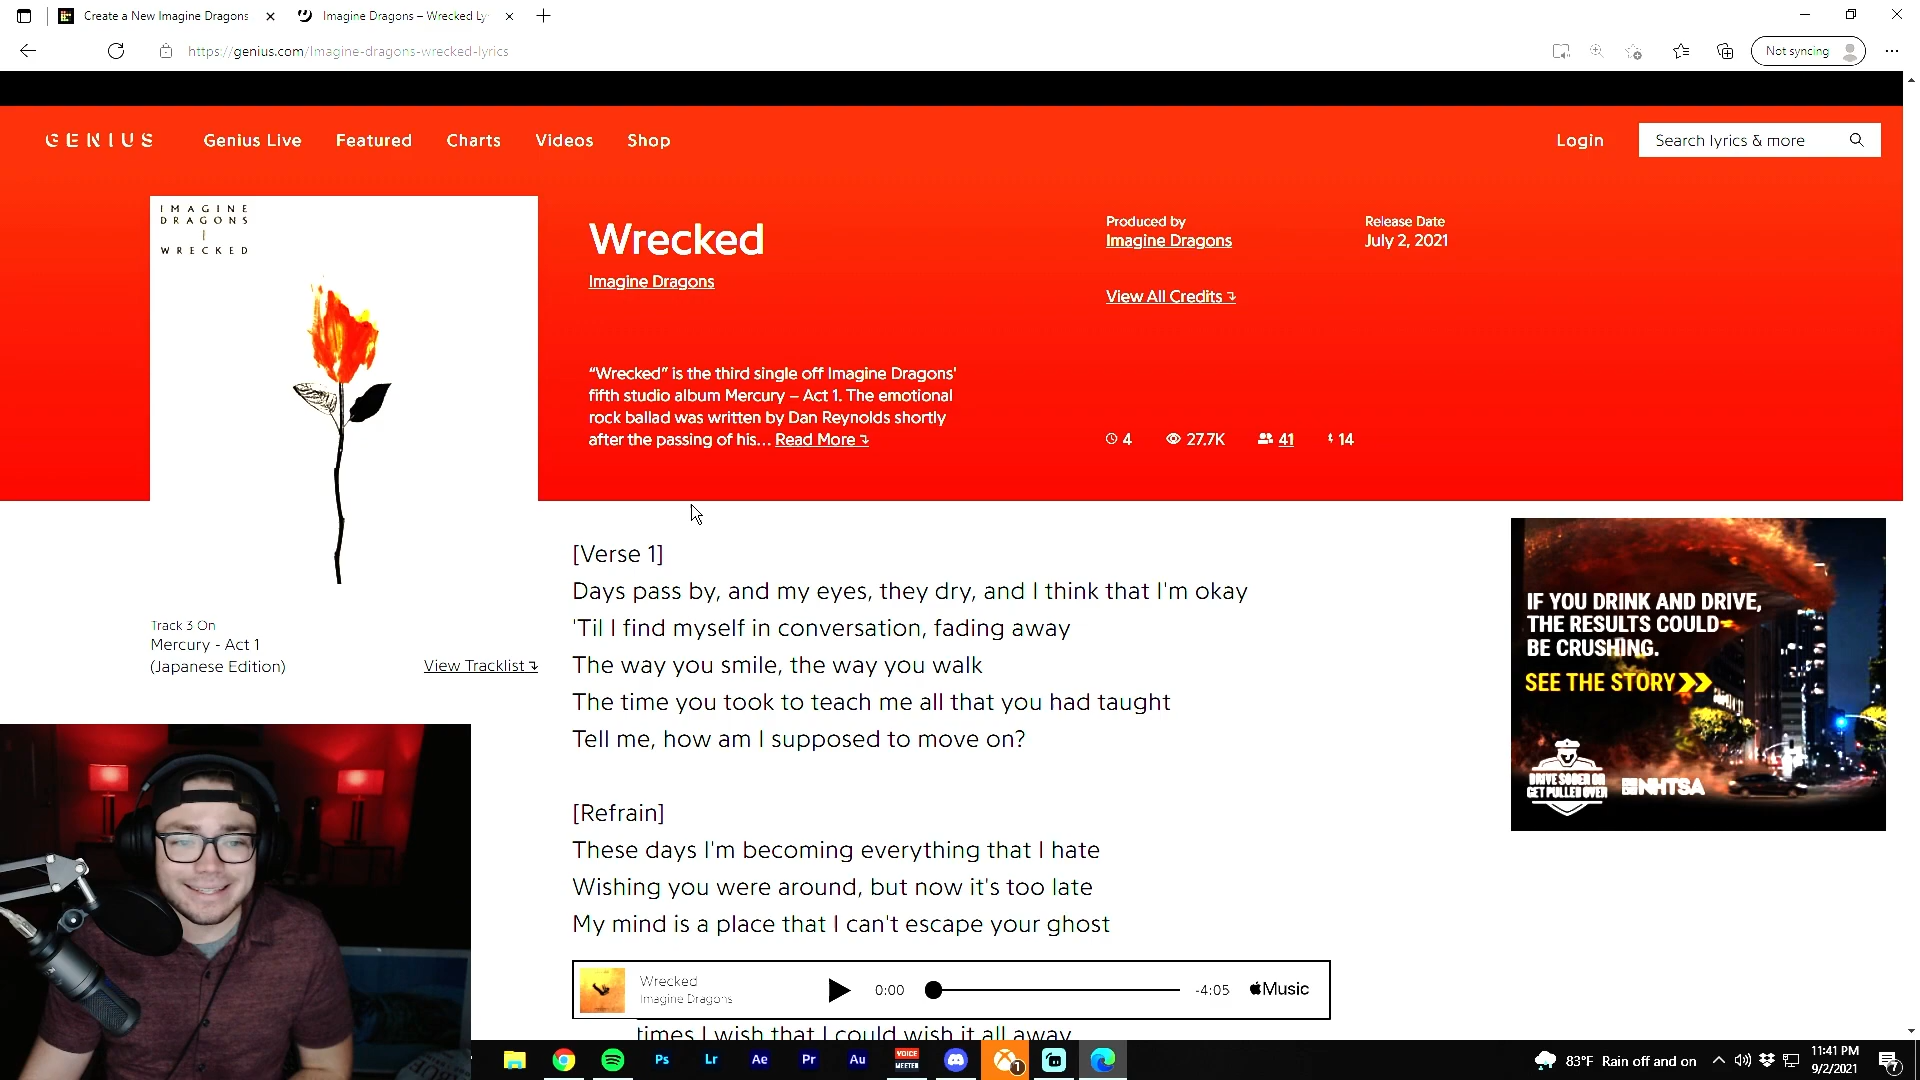 Create a New Imagine Dragons
Imagine Dragons – Wrecked Ly
https://genius.com/Imagine-dragons-wrecked-lyrics
Not syncing
GENIUS
Genius Live
Featured
Charts
Videos
Shop
Login
Search lyrics & more
IMAGINE
DRAGONS
|
WRECKED
Wrecked
Imagine Dragons
Produced by
Imagine Dragons
Release Date
July 2, 2021
View All Credits
“Wrecked” is the third single off Imagine Dragons'
fifth studio album Mercury – Act 1. The emotional
rock ballad was written by Dan Reynolds shortly
after the passing of his... Read More
4
27.7K
41
14
Track 3 On
Mercury - Act 1
(Japanese Edition)
View Tracklist
[Verse 1]
Days pass by, and my eyes, they dry, and I think that I'm okay
'Til I find myself in conversation, fading away
The way you smile, the way you walk
The time you took to teach me all that you had taught
Tell me, how am I supposed to move on?
[Refrain]
These days I'm becoming everything that I hate
Wishing you were around, but now it's too late
My mind is a place that I can't escape your ghost
Wrecked
Imagine Dragons
0:00
-4:05
Music
times I wish that I could wish it all away
IF YOU DRINK AND DRIVE,
THE RESULTS COULD
BE CRUSHING.
SEE THE STORY
DRIVE SOBER OR
GET PULLED OVER
NHTSA
Ps
Lr
Ae
Pr
Au
VOICE
MEETER
1
83°F Rain off and on
11:41 PM
9/2/2021
7